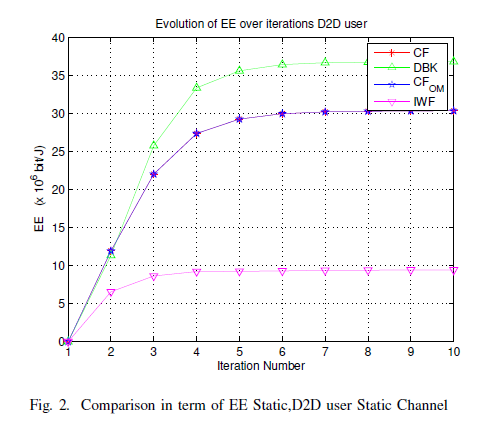 Evolution of EE over iterations D2D user
40
35
30
25
20
15
10
5
0
EE (x 10^6 bit/J)
CF
DBK
CF_OM
IWF
1 2 3 4 5 6 7 8 9 10
Iteration Number
Fig. 2. Comparison in term of EE Static,D2D user Static Channel